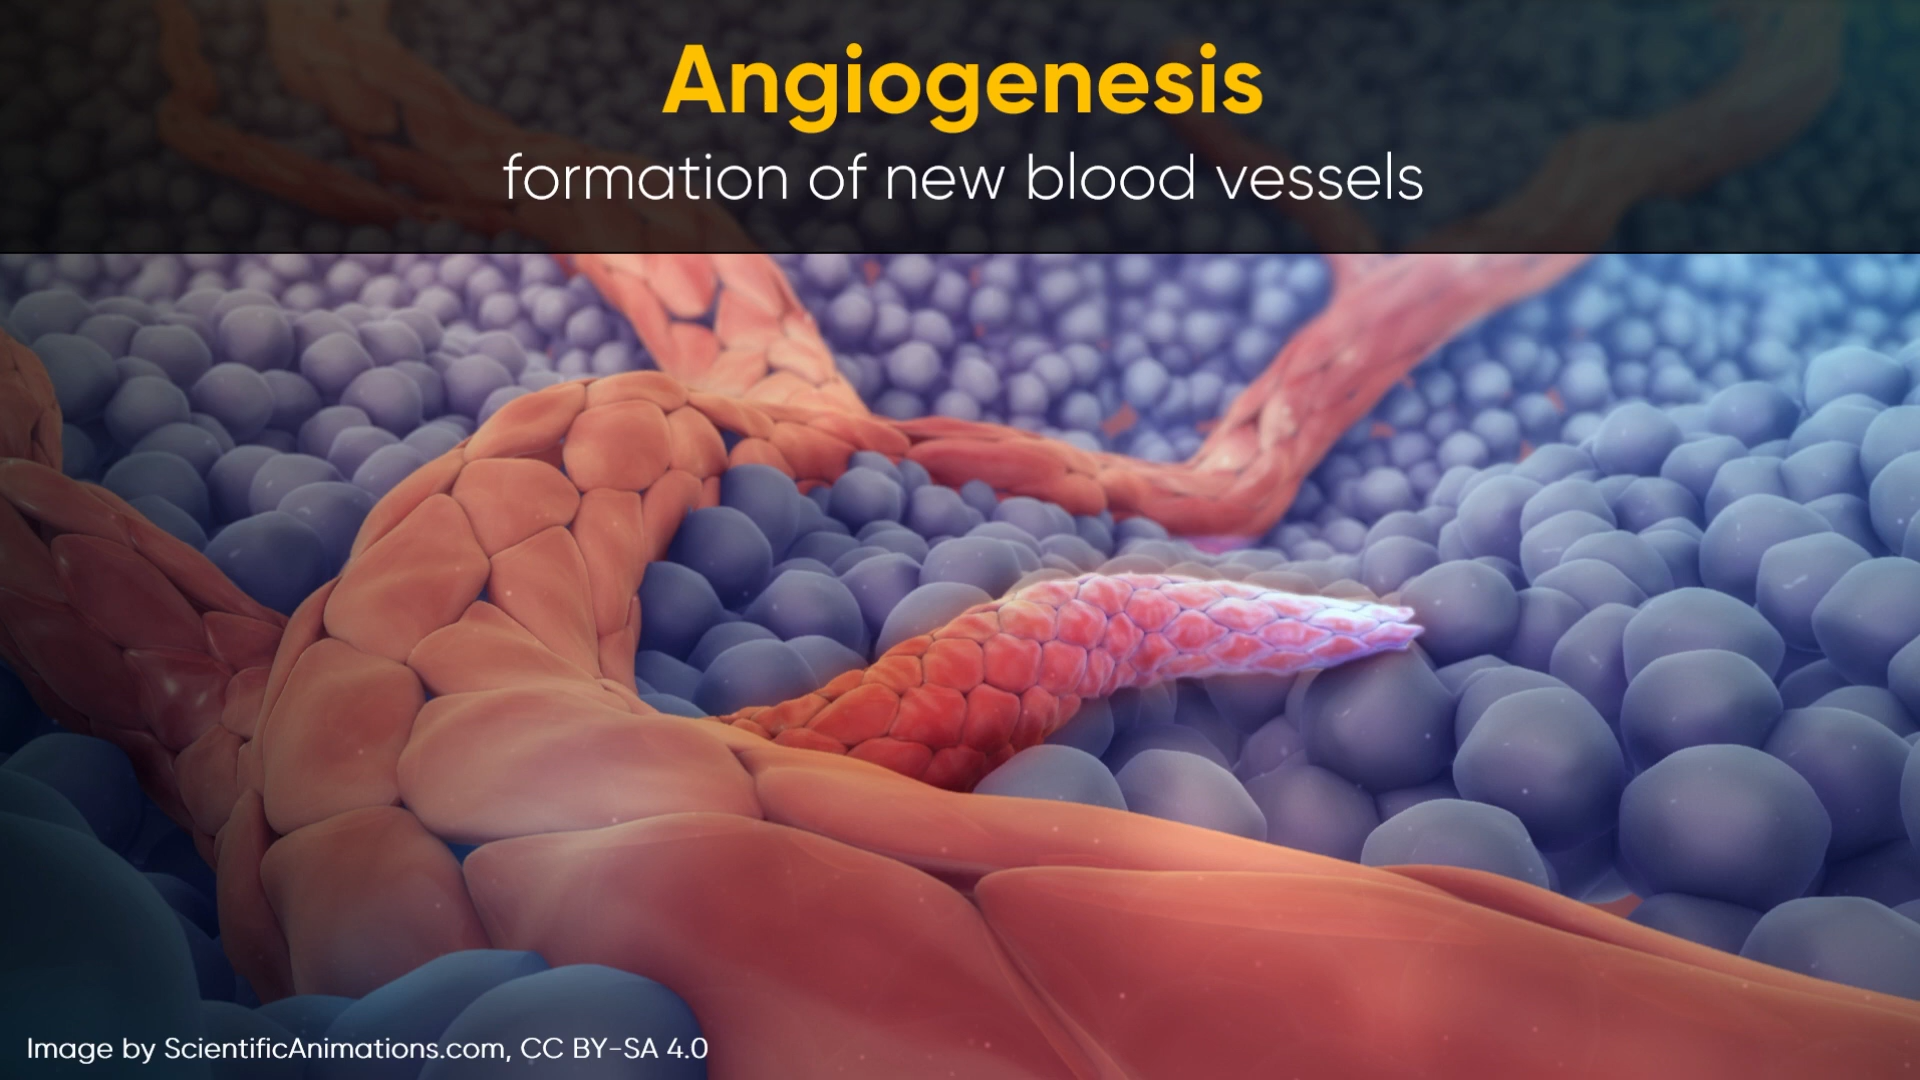 Angiogenesis
formation of new blood vessels
Image by ScientificAnimations.com, CC BY-SA 4.0